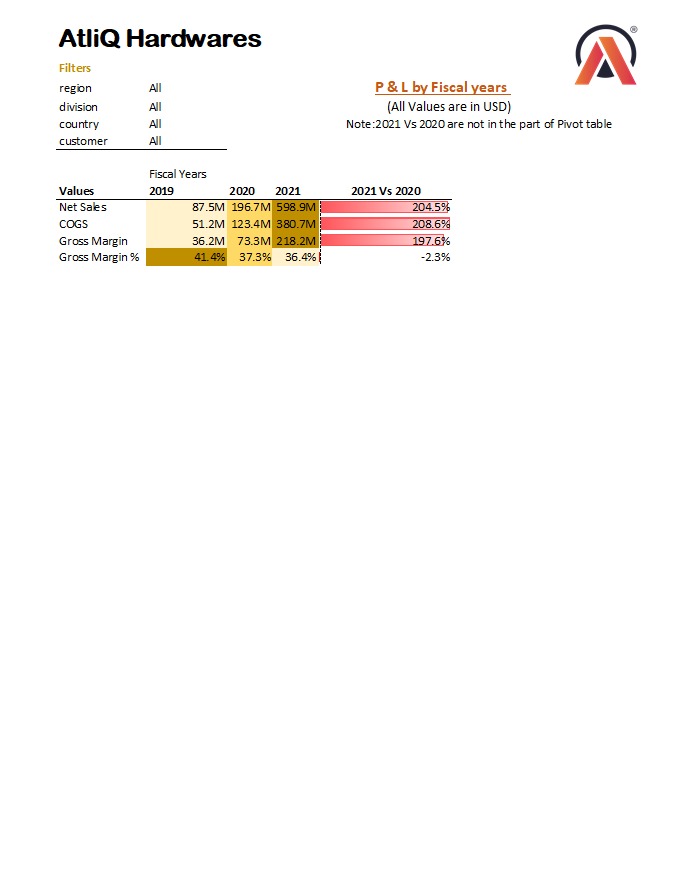 AtliQ Hardwares
®
Filters
region All P & L by Fiscal years
division All (All Values are in USD)
country All Note:2021 Vs 2020 are not in the part of Pivot table
customer All
Fiscal Years
Values 2019 2020 2021 2021 Vs 2020
Net Sales 87.5M 196.7M 598.9M 204.5%
COGS 51.2M 123.4M 380.7M 208.6%
Gross Margin 36.2M 73.3M 218.2M 197.6%
Gross Margin % 41.4% 37.3% 36.4% -2.3%